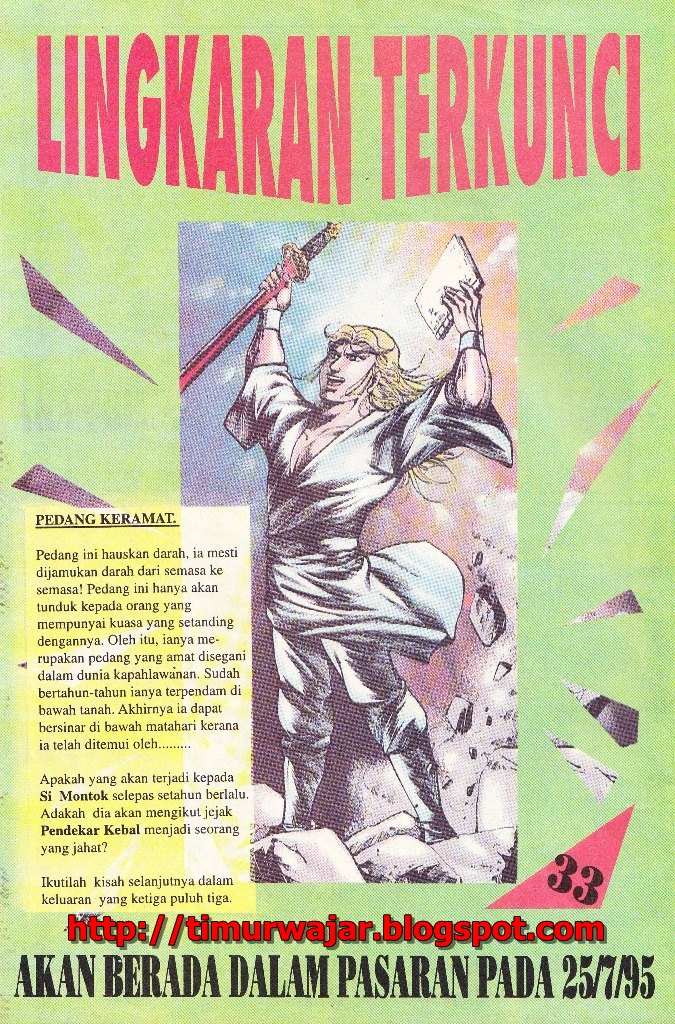 LINGKARAN TERKUNCI
PEDANG KERAMAT.
Pedang ini hauskan darah, ia mesti
dijamukan darah dari semasa ke
semasa! Pedang ini hanya akan
tunduk kepada orang yang
mempunyai kuasa yang setanding
dengannya. Oleh itu, ianya me-
rupakan pedang yang amat disegani
dalam dunia kapahlawanan. Sudah
bertahun-tahun ianya terpendam di
bawah tanah. Akhirnya ia dapat
bersinar di bawah matahari kerana
ia telah ditemui oleh.........
Apakah yang akan terjadi kepada
Si Montok selepas setahun berlalu.
Adakah dia akan mengikut jejak
Pendekar Kebal menjadi seorang
yang jahat?
Ikutilah kisah selanjutnya dalam
keluaran yang ketiga puluh tiga.
33
http://timurwajar.blogspot.com
AKAN BERADA DALAM PASARAN PADA 25/7/95